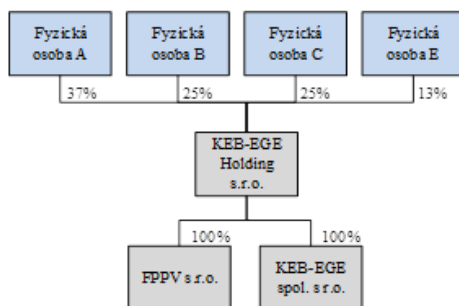 Fyzická
osoba A
Fyzická
osoba B
Fyzická
osoba C
Fyzická
osoba E
37%
25%
25%
13%
KEB-EGE
Holding
s.r.o.
100%
100%
FPPV s.r.o.
KEB-EGE
spol. s r.o.